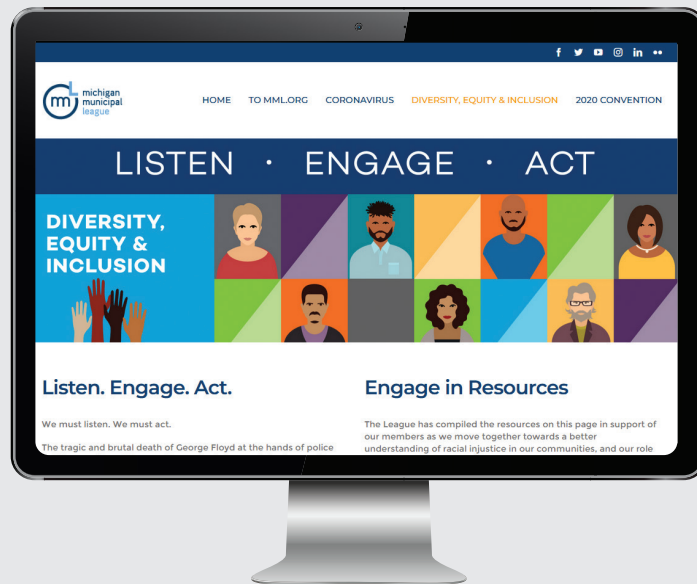 michigan
municipal
league
HOME TO MML.ORG CORONAVIRUS DIVERSITY, EQUITY & INCLUSION 2020 CONVENTION
LISTEN · ENGAGE · ACT
DIVERSITY,
EQUITY &
INCLUSION
Listen. Engage. Act.
We must listen. We must act.
The tragic and brutal death of George Floyd at the hands of police
Engage in Resources
The League has compiled the resources on this page in support of
our members as we move together towards a better
understanding of racial injustice in our communities, and our role